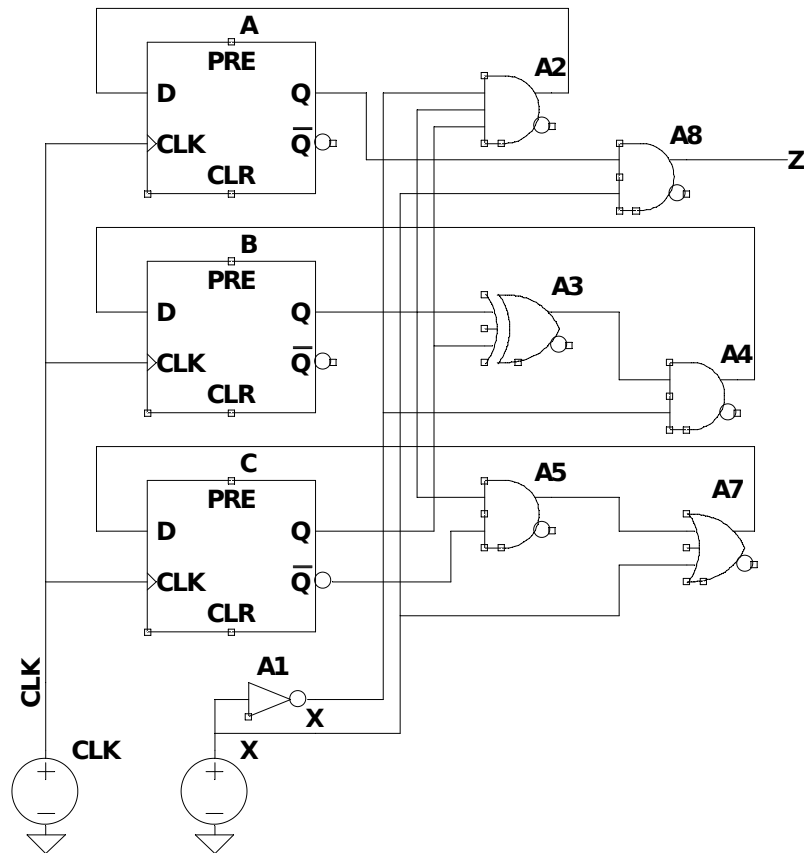 A
PRE
D
Q
CLK
Q̅
CLR
A2
A8
Z
B
PRE
D
Q
CLK
Q̅
CLR
A3
A4
C
PRE
D
Q
CLK
Q̅
CLR
A5
A7
CLK
A1
X
CLK
X
+
+